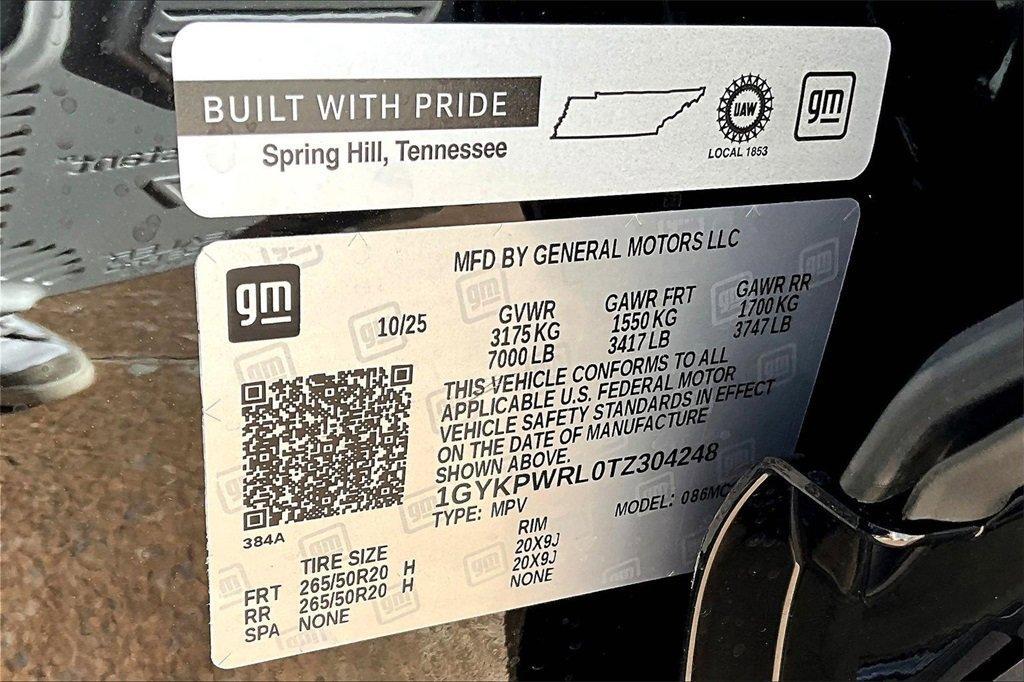 BUILT WITH PRIDE
Spring Hill, Tennessee
UAW
LOCAL 1853
gm
gm
MFD BY GENERAL MOTORS LLC
10/25
GVWR
3175 KG
7000 LB
GAWR FRT
1550 KG
3417 LB
GAWR RR
1700 KG
3747 LB
THIS VEHICLE CONFORMS TO ALL
APPLICABLE U.S. FEDERAL MOTOR
VEHICLE SAFETY STANDARDS IN EFFECT
ON THE DATE OF MANUFACTURE
SHOWN ABOVE.
1GYKPWRL0TZ304248
TYPE: MPV
MODEL:
384A
TIRE SIZE RIM
FRT 265/50R20 H 20X9J
RR 265/50R20 H 20X9J
SPA NONE NONE